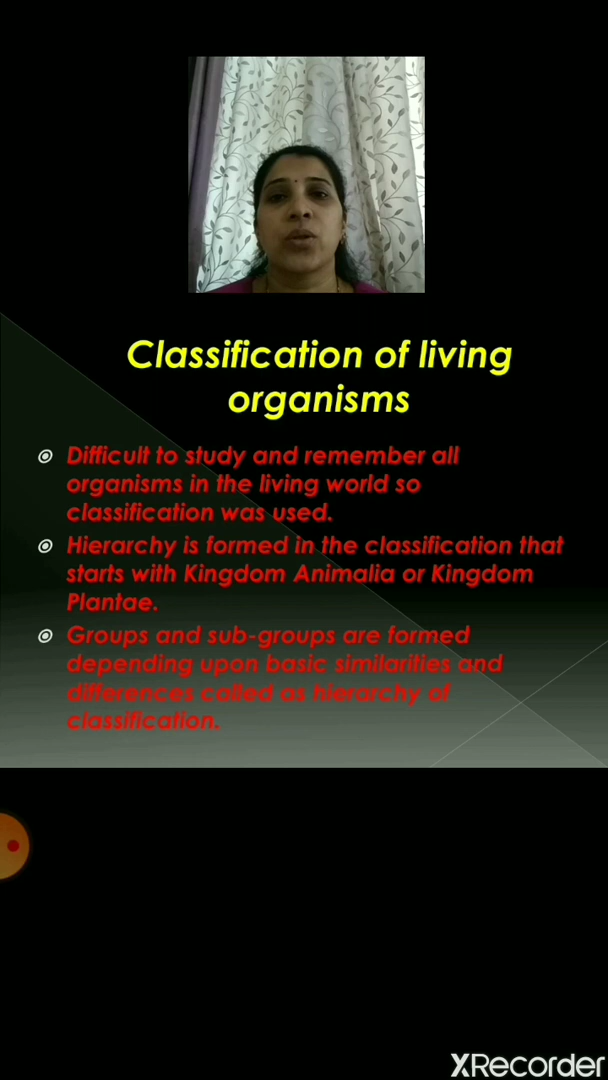 Classification of living
organisms
Difficult to study and remember all
organisms in the living world so
classification was used.
Hierarchy is formed in the classification that
starts with Kingdom Animalia or Kingdom
Plantae.
Groups and sub-groups are formed
depending upon basic similarities and
differences called as hierarchy of
classification.
XRecorder